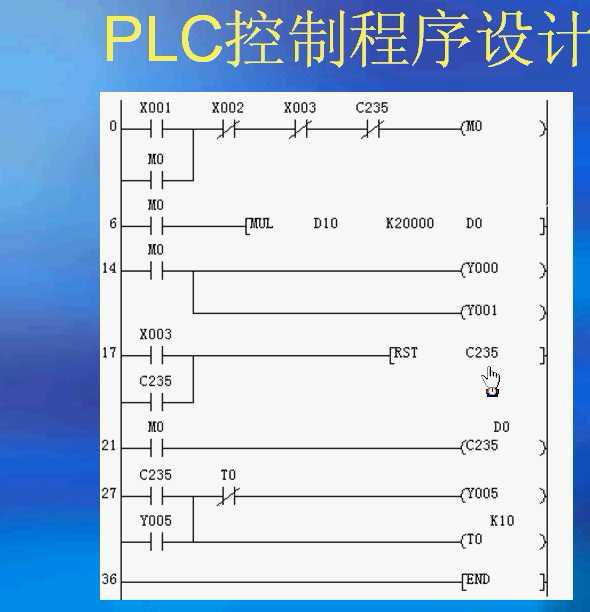 PLC控制程序设计
X001 X002 X003 C235
0 (M0 )
M0
M0
6 [MUL D10 K20000 D0 ]
M0
14 (Y000 )
(Y001 )
X003
17 [RST C235 ]
C235
M0 D0
21 (C235 )
C235 T0
27 (Y005 )
Y005 K10
(T0 )
36 [END ]